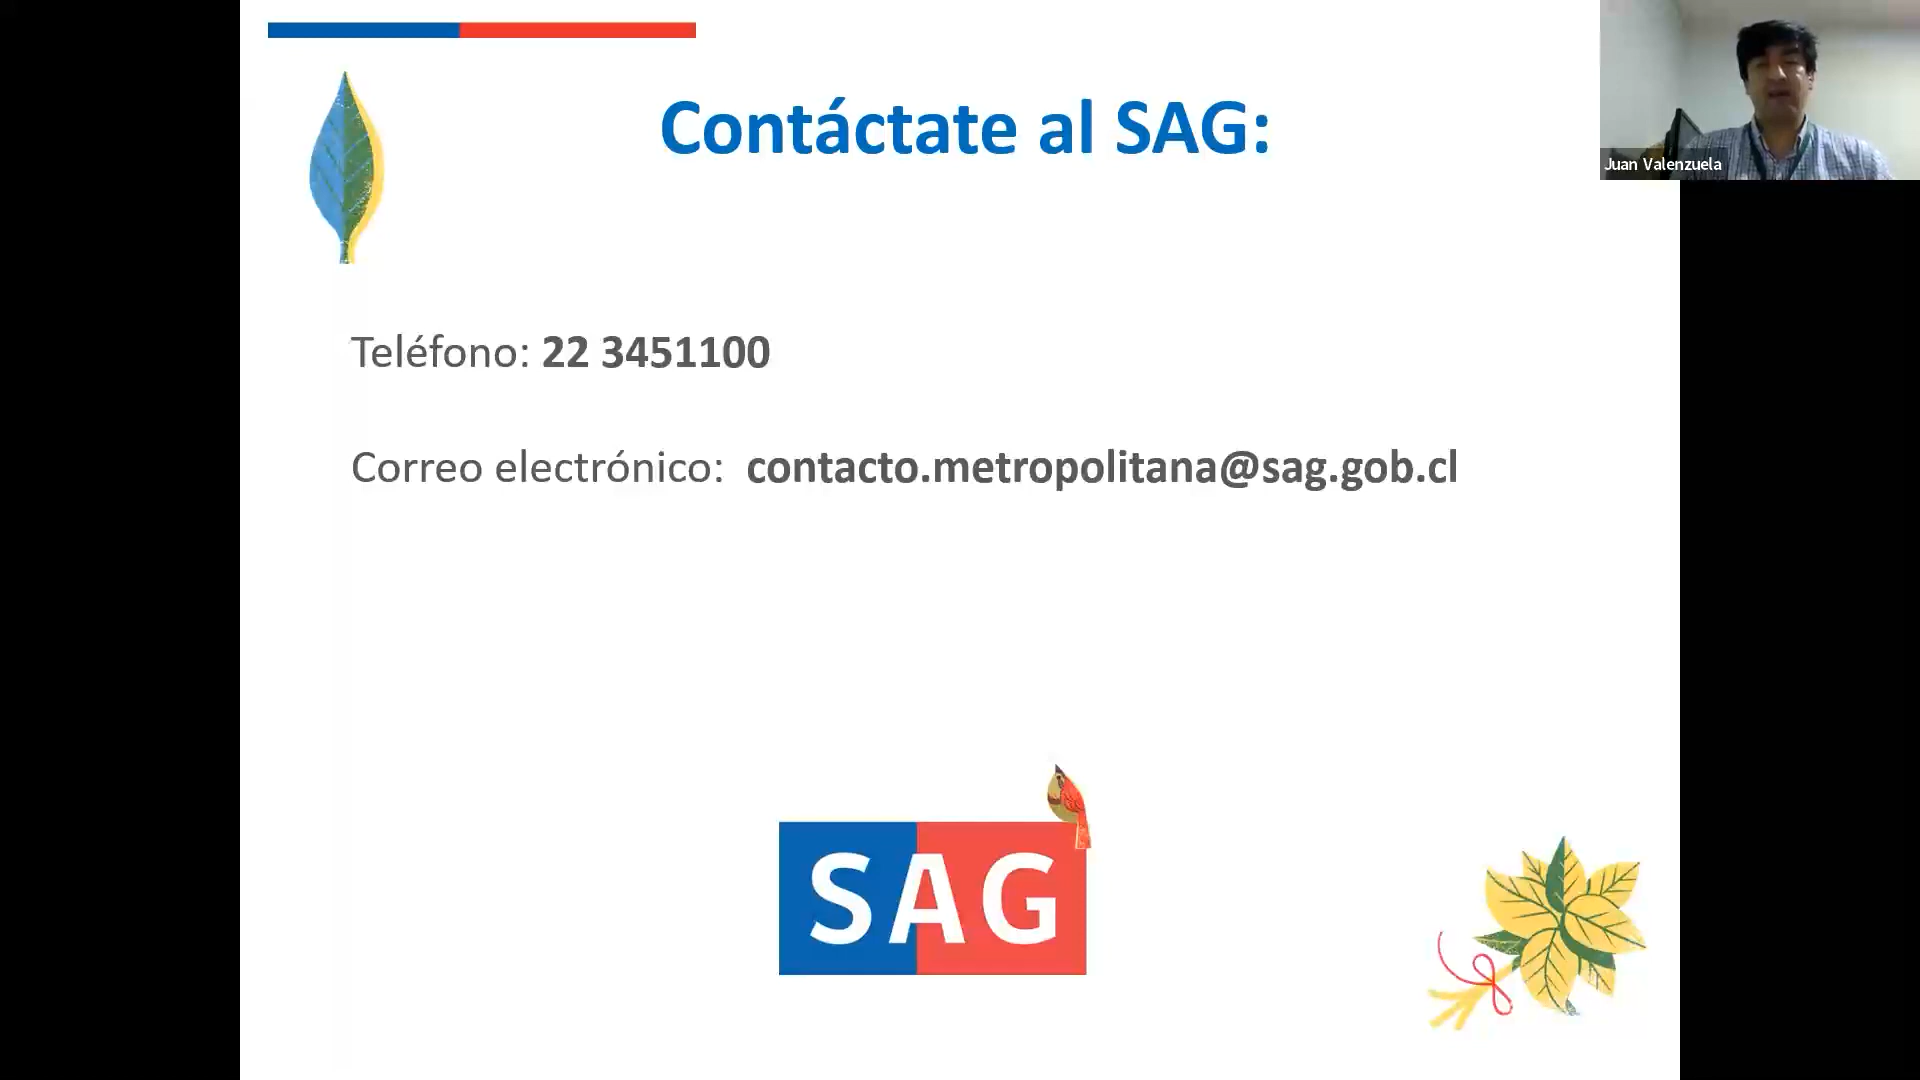 Contáctate al SAG:
Juan Valenzuela
Teléfono: 22 3451100
Correo electrónico: contacto.metropolitana@sag.gob.cl
SAG